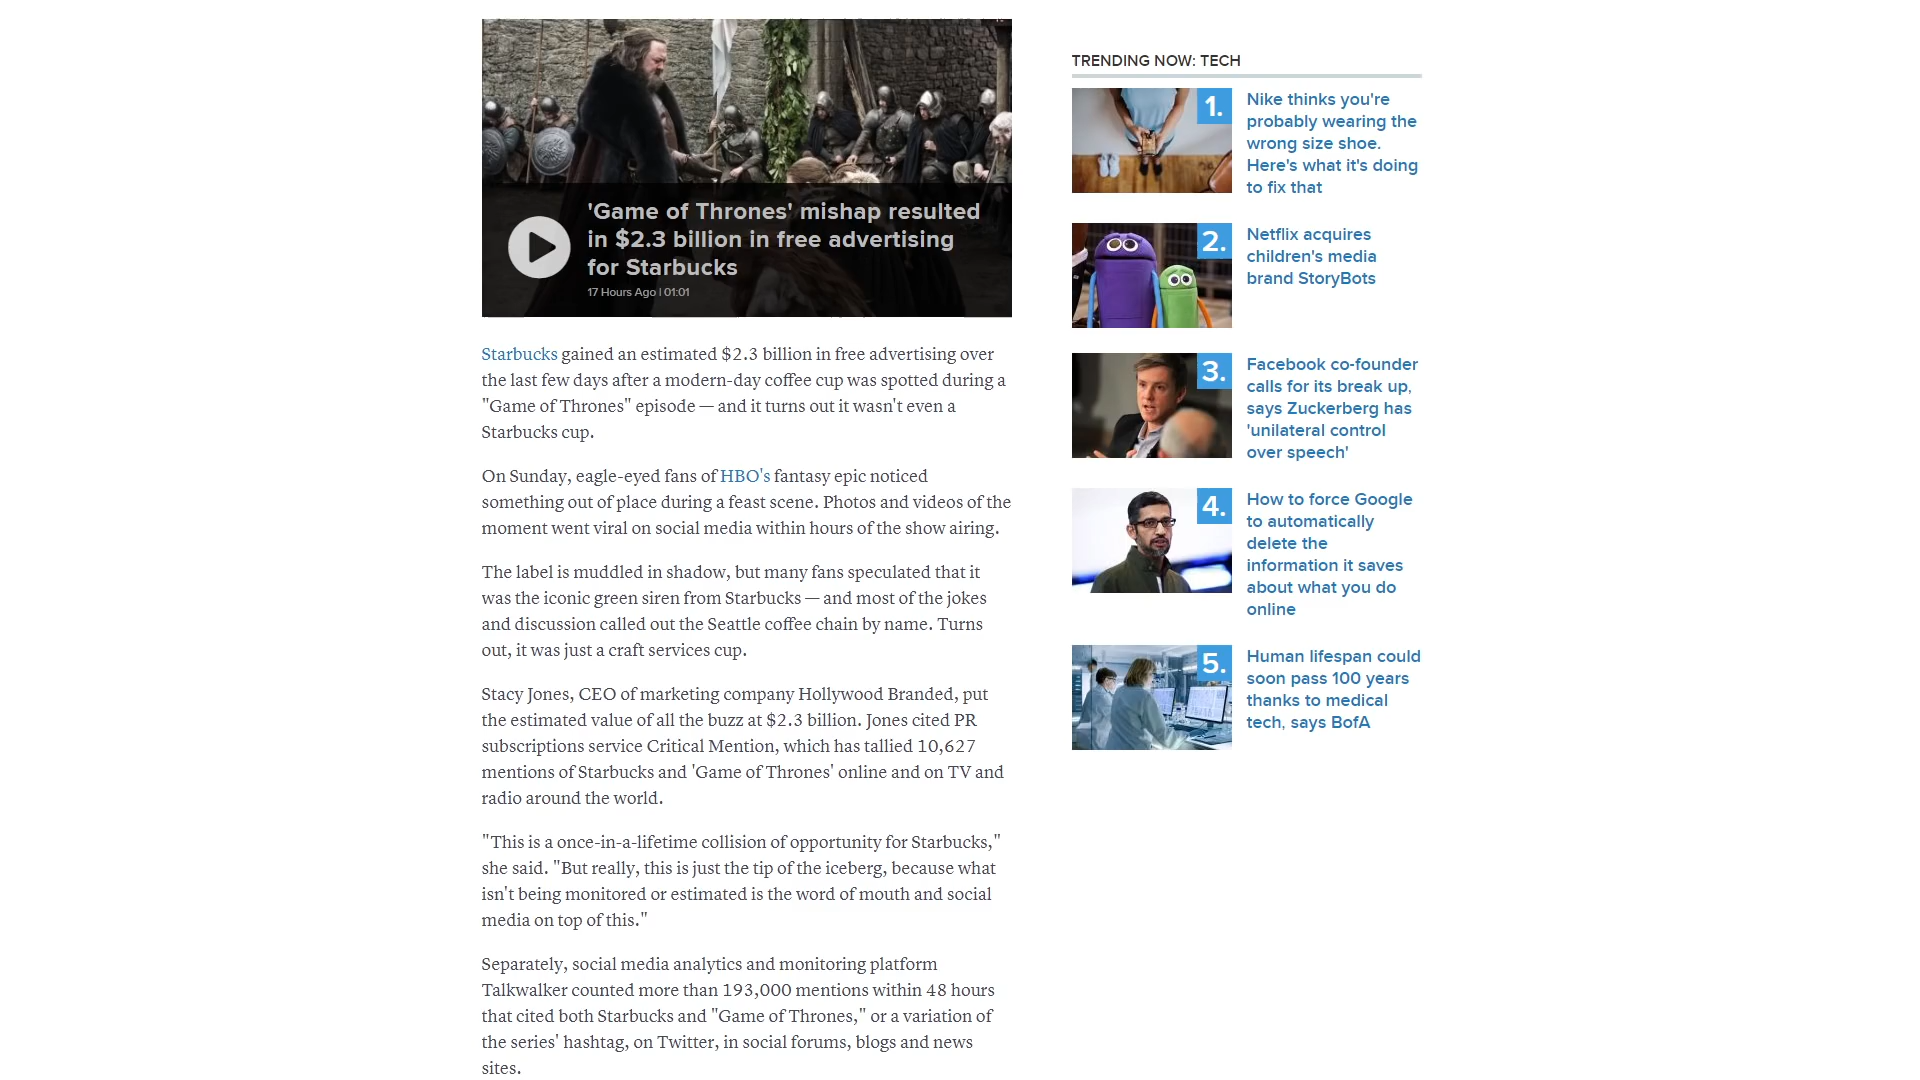 'Game of Thrones' mishap resulted
in $2.3 billion in free advertising
for Starbucks
17 Hours Ago | 01:01
Starbucks gained an estimated $2.3 billion in free advertising over
the last few days after a modern-day coffee cup was spotted during a
"Game of Thrones" episode — and it turns out it wasn't even a
Starbucks cup.
On Sunday, eagle-eyed fans of HBO's fantasy epic noticed
something out of place during a feast scene. Photos and videos of the
moment went viral on social media within hours of the show airing.
The label is muddled in shadow, but many fans speculated that it
was the iconic green siren from Starbucks — and most of the jokes
and discussion called out the Seattle coffee chain by name. Turns
out, it was just a craft services cup.
Stacy Jones, CEO of marketing company Hollywood Branded, put
the estimated value of all the buzz at $2.3 billion. Jones cited PR
subscriptions service Critical Mention, which has tallied 10,627
mentions of Starbucks and 'Game of Thrones' online and on TV and
radio around the world.
"This is a once-in-a-lifetime collision of opportunity for Starbucks,"
she said. "But really, this is just the tip of the iceberg, because what
isn't being monitored or estimated is the word of mouth and social
media on top of this."
Separately, social media analytics and monitoring platform
Talkwalker counted more than 193,000 mentions within 48 hours
that cited both Starbucks and "Game of Thrones," or a variation of
the series' hashtag, on Twitter, in social forums, blogs and news
sites.
TRENDING NOW: TECH
1.
Nike thinks you're
probably wearing the
wrong size shoe.
Here's what it's doing
to fix that
2.
Netflix acquires
children's media
brand StoryBots
3.
Facebook co-founder
calls for its break up,
says Zuckerberg has
'unilateral control
over speech'
4.
How to force Google
to automatically
delete the
information it saves
about what you do
online
5.
Human lifespan could
soon pass 100 years
thanks to medical
tech, says BofA